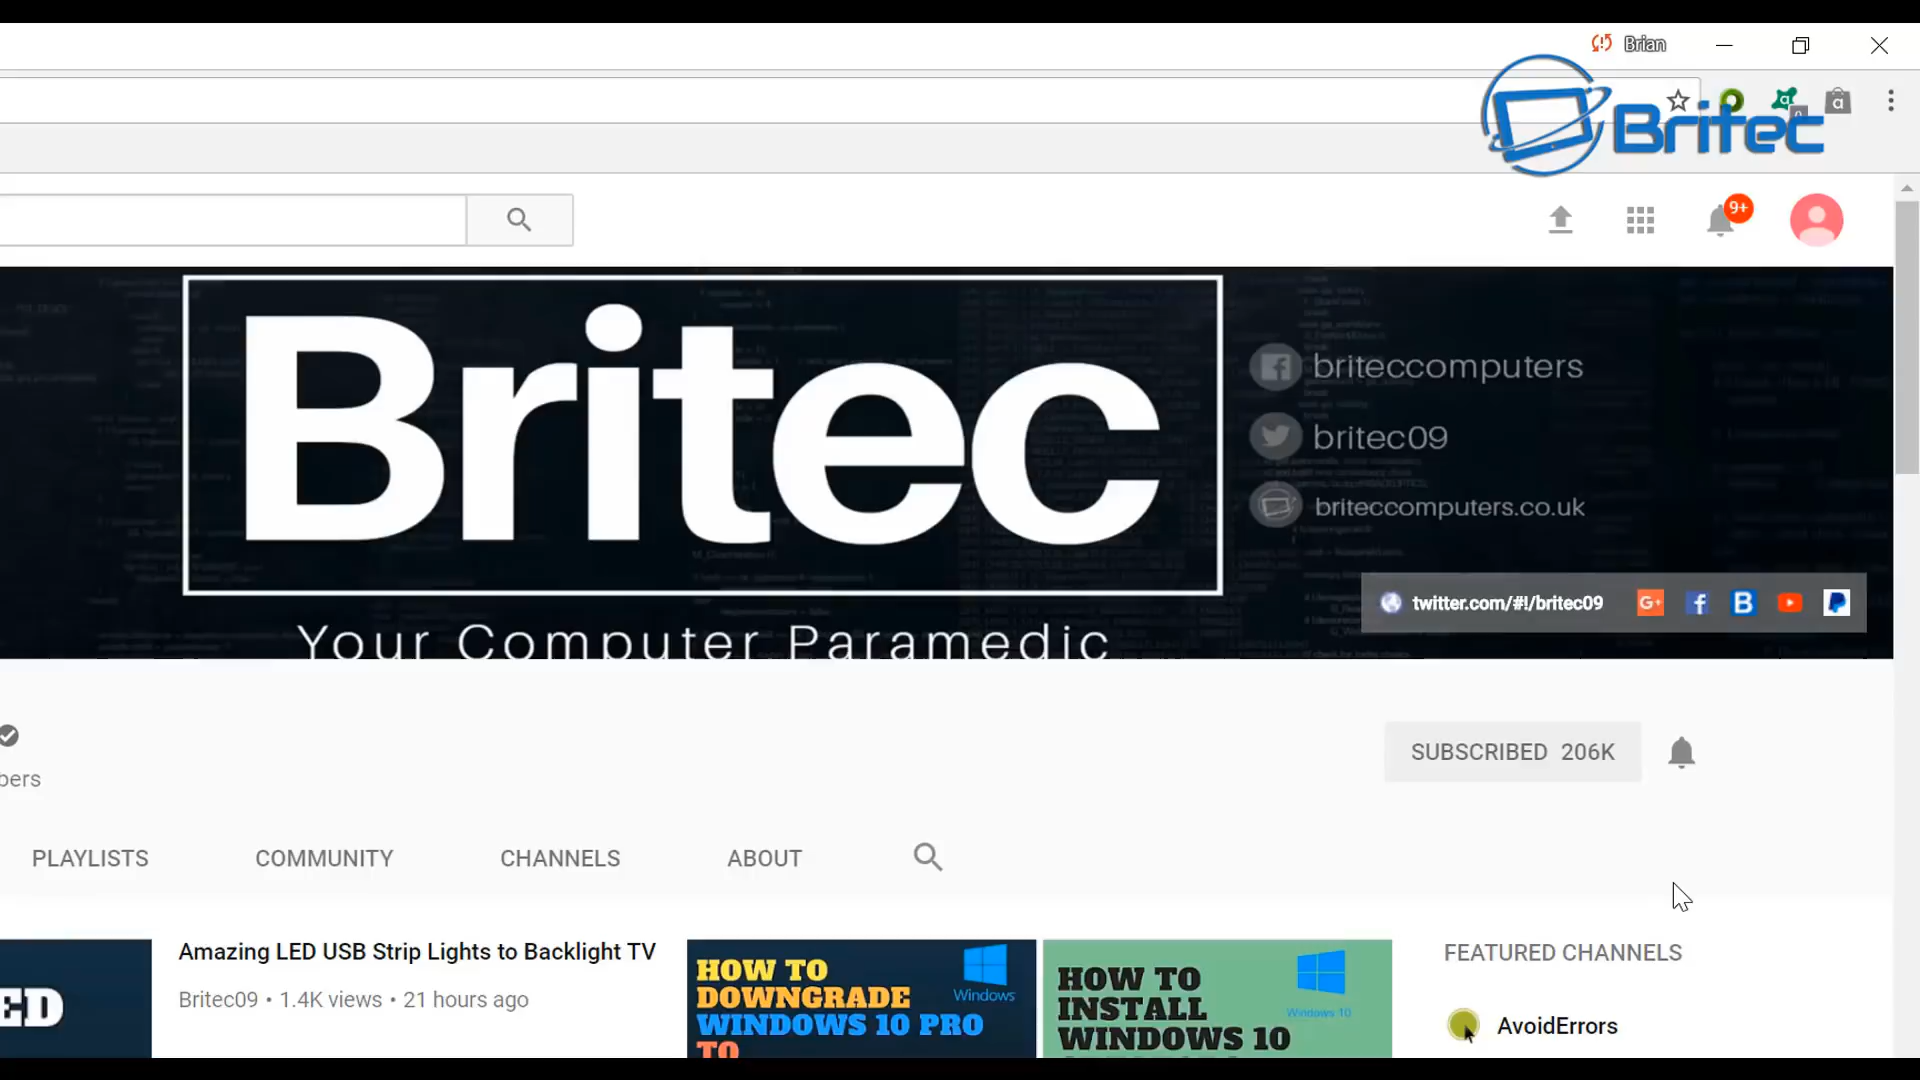 Brian
Britec
9+
Britec
briteccomputers
britec09
briteccomputers.co.uk
twitter.com/#!/britec09
Your Computer Paramedic
bers
SUBSCRIBED 206K
PLAYLISTS
COMMUNITY
CHANNELS
ABOUT
ED
Amazing LED USB Strip Lights to Backlight TV
Britec09 • 1.4K views • 21 hours ago
HOW TO
DOWNGRADE
WINDOWS 10 PRO
TO
Windows
HOW TO
INSTALL
WINDOWS 10
Windows 10
FEATURED CHANNELS
AvoidErrors